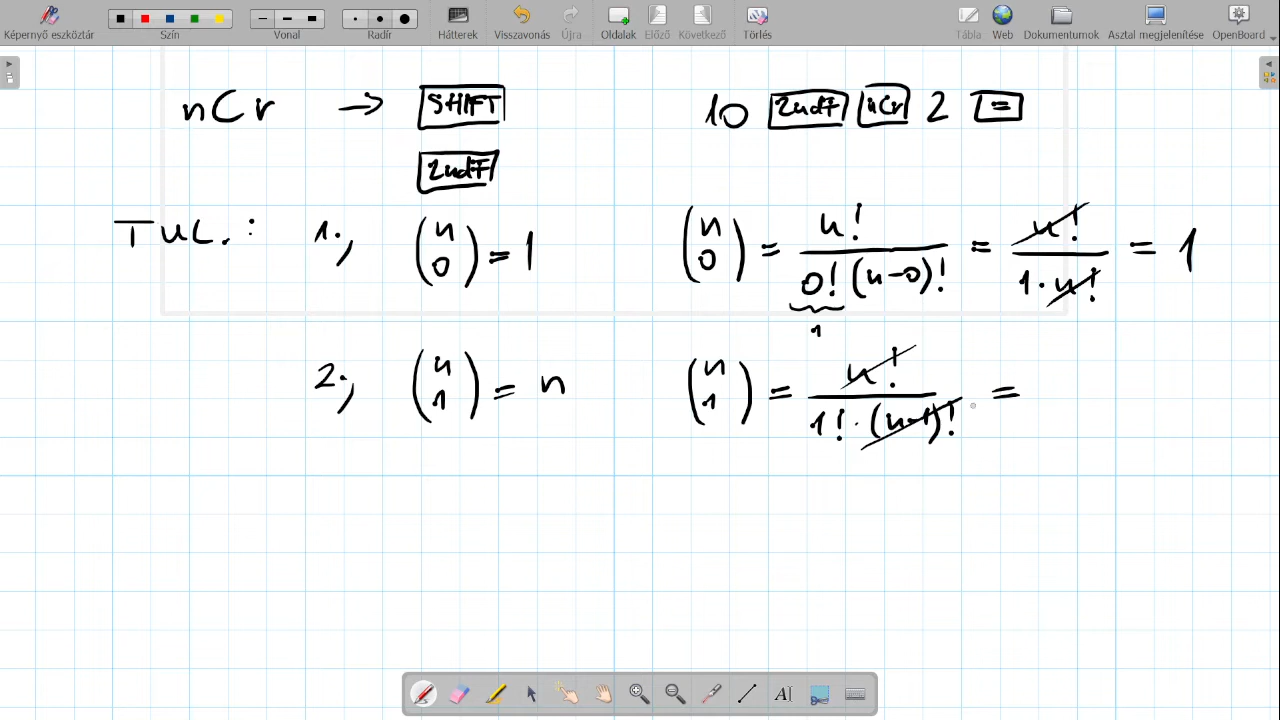 Képernyő eszköztár Szín Vonal Radír Hátterek Visszavonás Újra Oldalak Előző Következő Törlés Tábla Web Dokumentumok Asztal megjelenítése OpenBoard
nCr → SHIFT 10 2ndF nCr 2 =
2ndF
TUL.: 1., (n 0) = 1 (n 0) = n! / 0! (n-0)! = n! / 1 · n! = 1
1
2., (n 1) = n (n 1) = n! / 1! · (n-1)! =
A